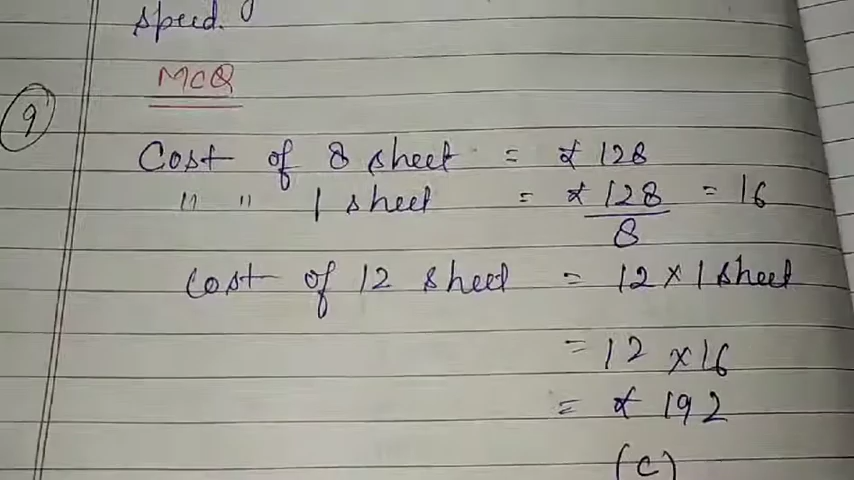 speed.
MCQ
9
Cost of 8 sheet = ₹ 128
" " 1 sheet = ₹ 128/8 = 16
Cost of 12 sheet = 12 × 1 sheet
= 12 × 16
= ₹ 192
(c)